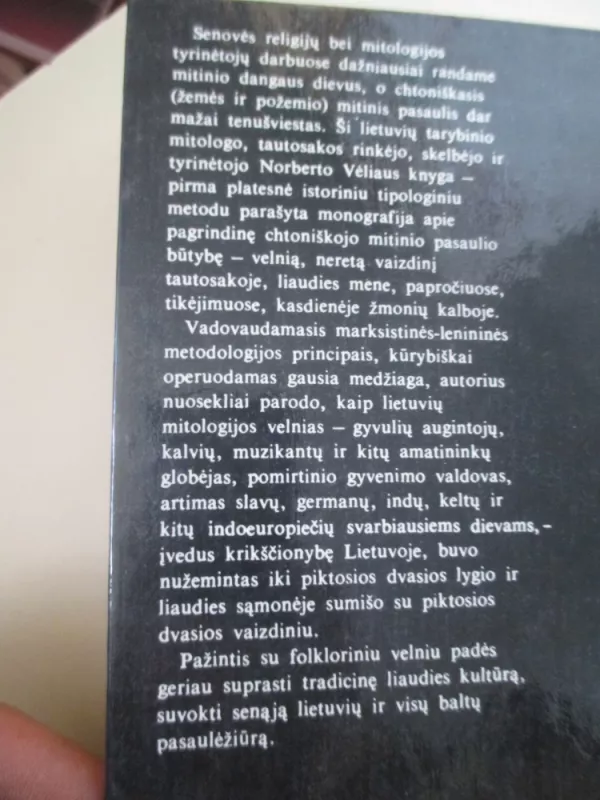 Senovės religijų bei mitologijos
tyrinėtojų darbuose dažniausiai randame
mitinio dangaus dievus, o chtoniškasis
(žemės ir požemio) mitinis pasaulis dar
mažai tenušviestas. Ši lietuvių tarybinio
mitologo, tautosakos rinkėjo, skelbėjo ir
tyrinėtojo Norberto Vėliaus knyga —
pirma platesnė istoriniu tipologiniu
metodu parašyta monografija apie
pagrindinę chtoniškojo mitinio pasaulio
būtybę — velnią, neretą vaizdinį
tautosakoje, liaudies mene, papročiuose,
tikėjimuose, kasdienėje žmonių kalboje.
Vadovaudamasis marksistinės-lenininės
metodologijos principais, kūrybiškai
operuodamas gausia medžiaga, autorius
nuosekliai parodo, kaip lietuvių
mitologijos velnias — gyvulių augintojų,
kalvių, muzikantų ir kitų amatininkų
globėjas, pomirtinio gyvenimo valdovas,
artimas slavų, germanų, indų, keltų ir
kitų indoeuropiečių svarbiausiems dievams,-
įvedus krikščionybę Lietuvoje, buvo
nužemintas iki piktosios dvasios lygio ir
liaudies sąmonėje sumišo su piktosios
dvasios vaizdiniu.
Pažintis su folkloriniu velniu padės
geriau suprasti tradicinę liaudies kultūrą,
suvokti senąją lietuvių ir visų baltų
pasaulėžiūrą.